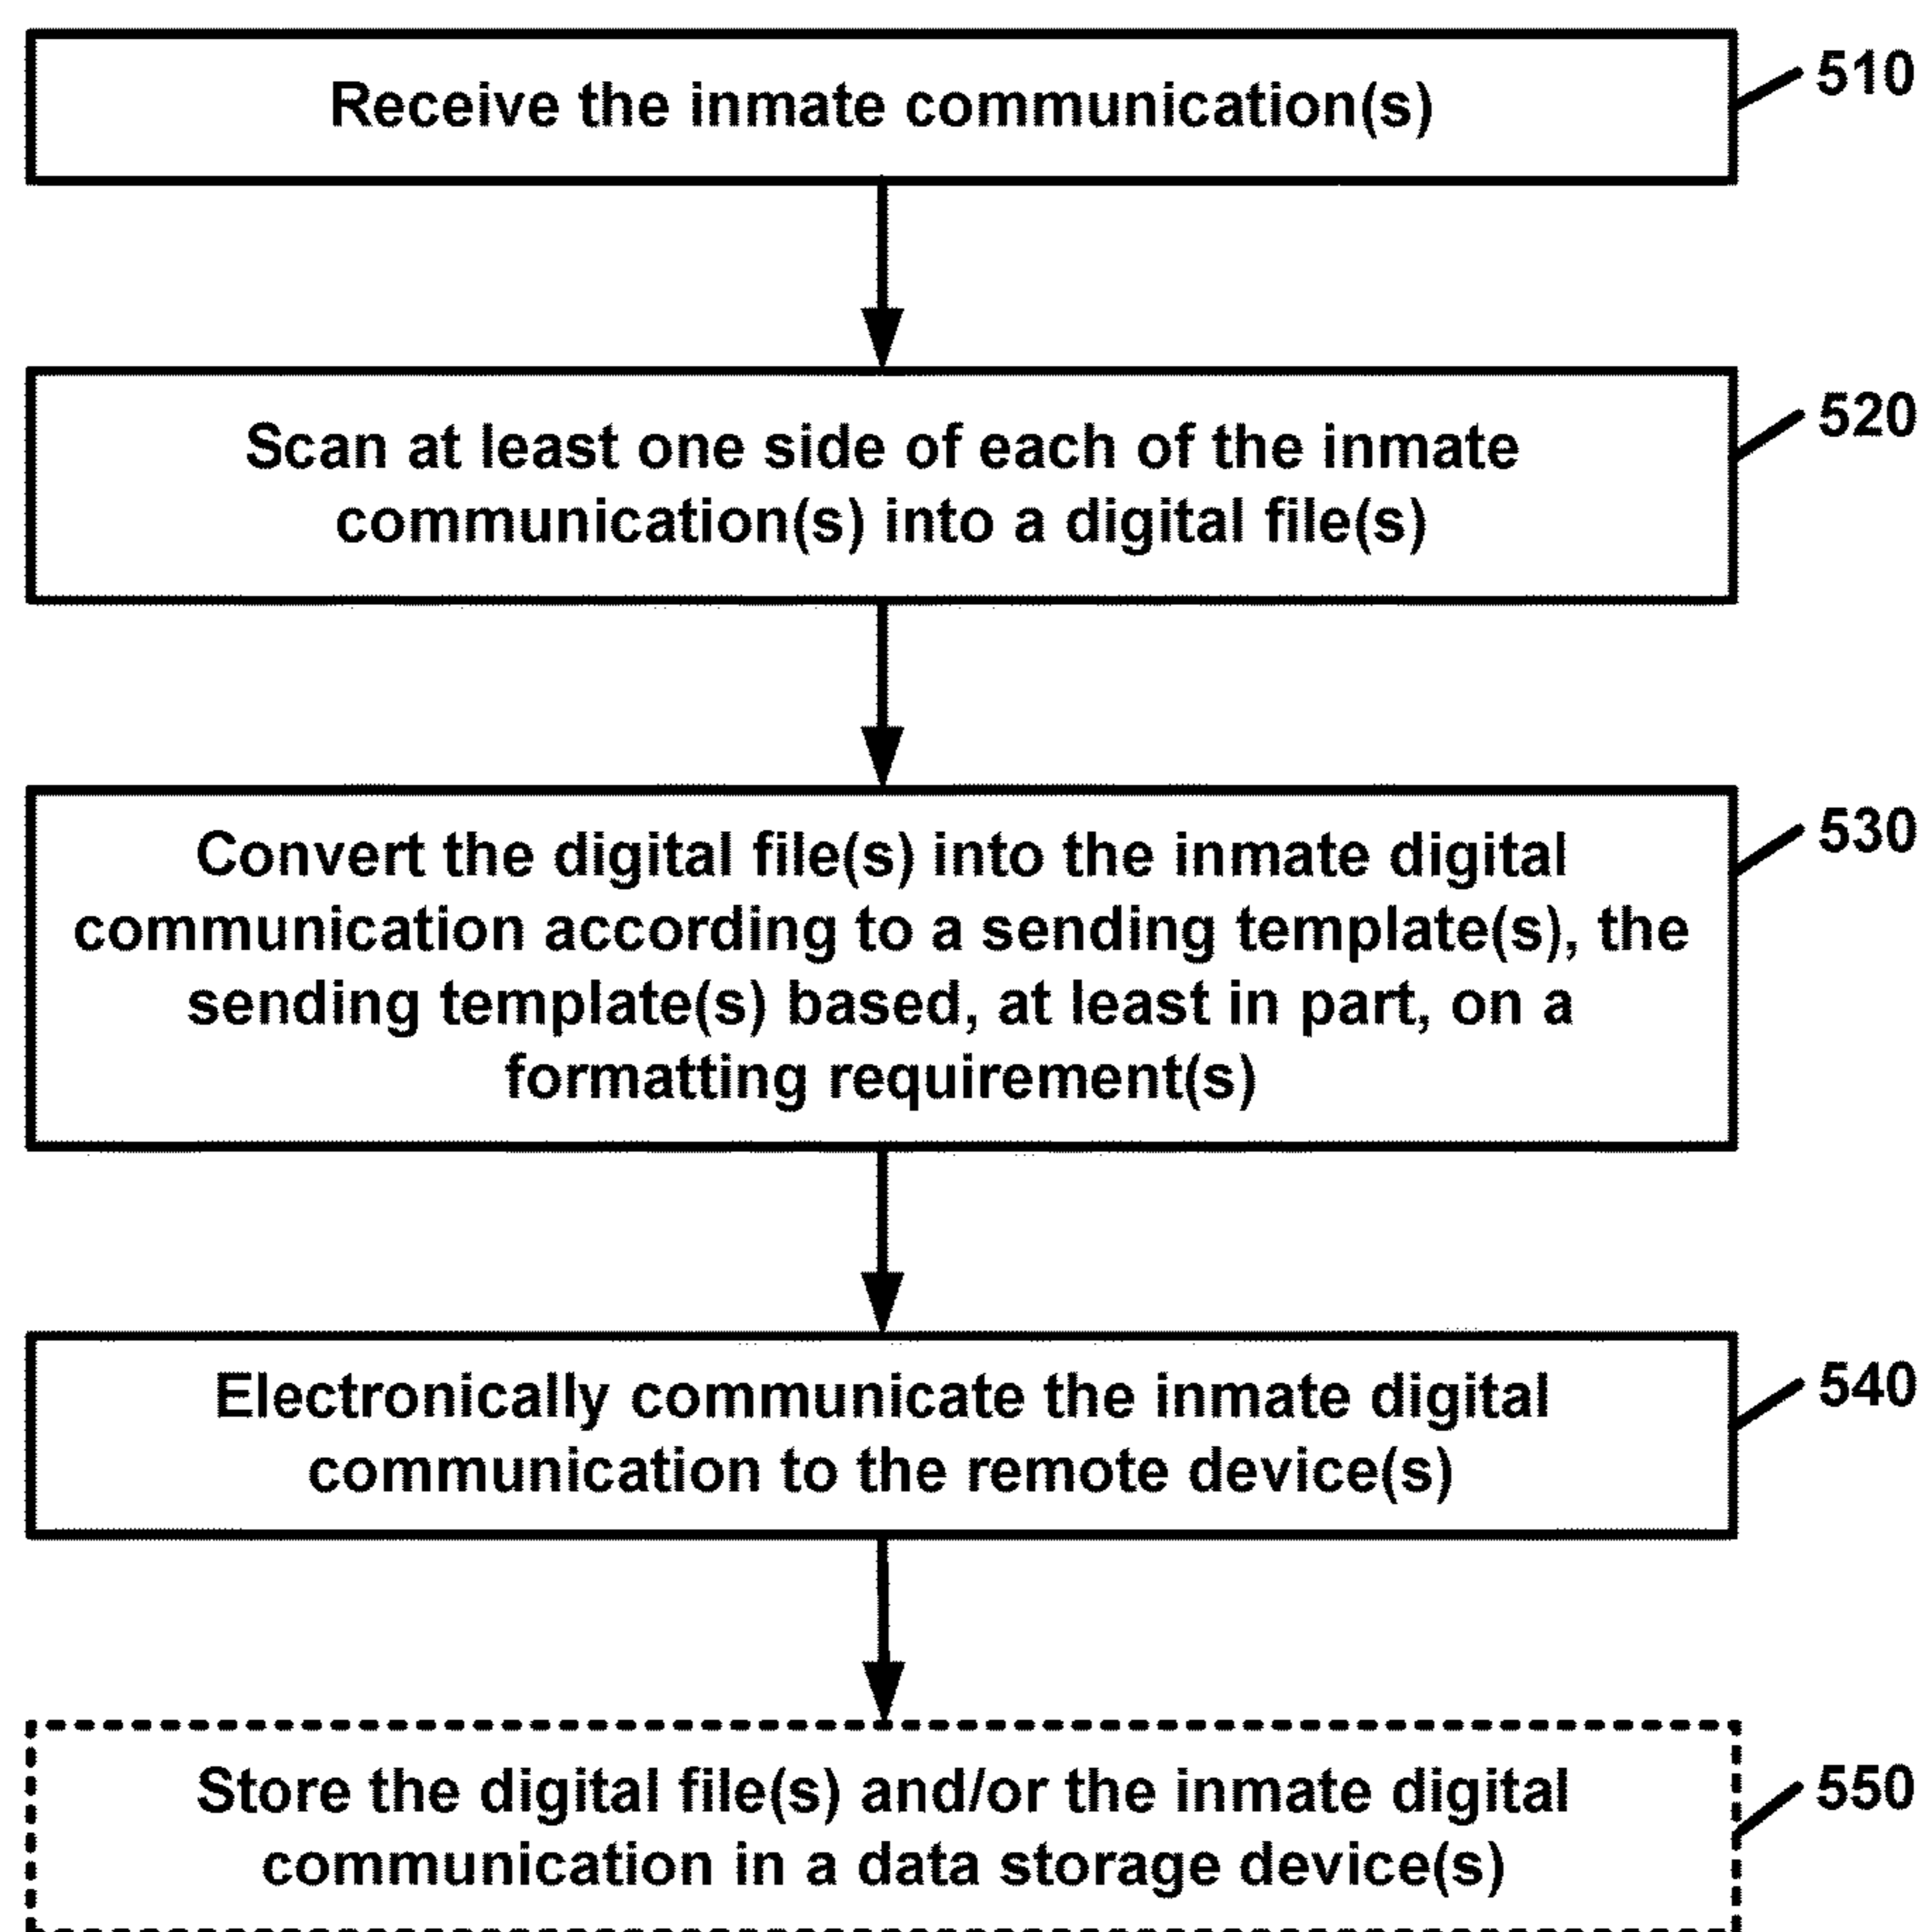 Receive the inmate communication(s)
510
Scan at least one side of each of the inmate
communication(s) into a digital file(s)
520
Convert the digital file(s) into the inmate digital
communication according to a sending template(s), the
sending template(s) based, at least in part, on a
formatting requirement(s)
530
Electronically communicate the inmate digital
communication to the remote device(s)
540
Store the digital file(s) and/or the inmate digital
communication in a data storage device(s)
550